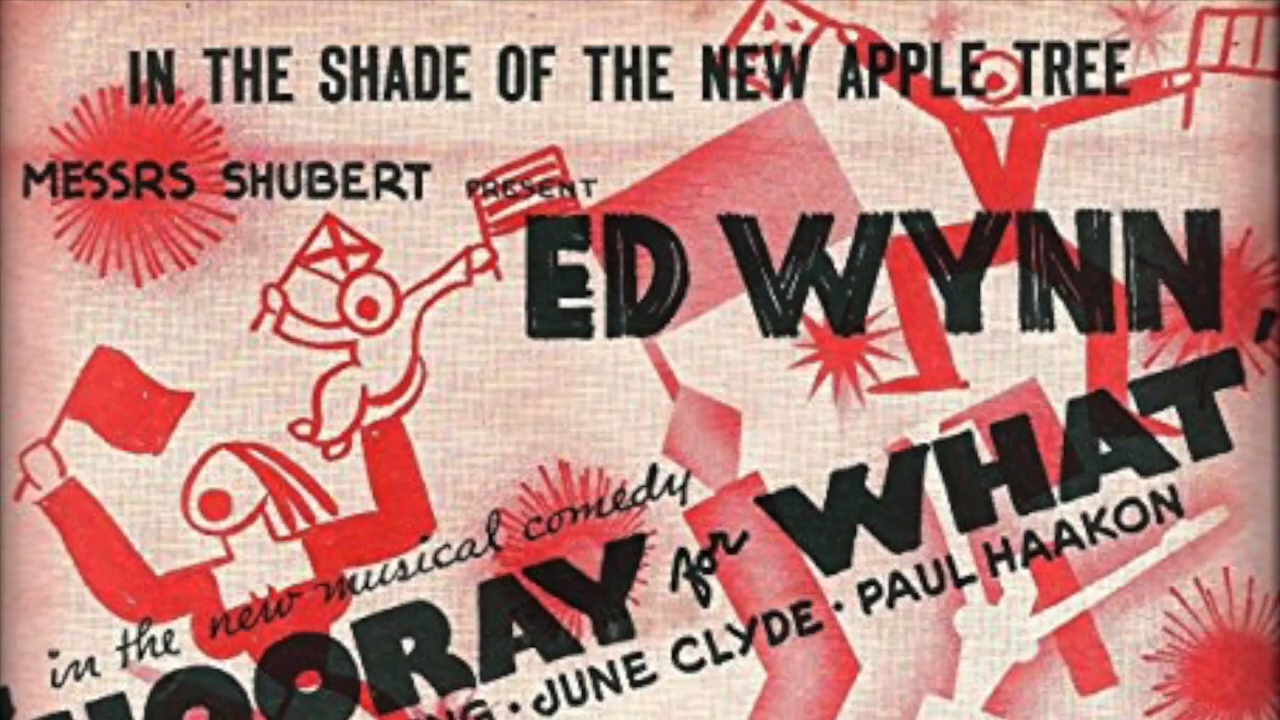 IN THE SHADE OF THE NEW APPLE TREE
MESSRS SHUBERT PRESENT
ED WYNN,
in the new musical comedy
HOORAY for WHAT
JUNE CLYDE · PAUL HAAKON